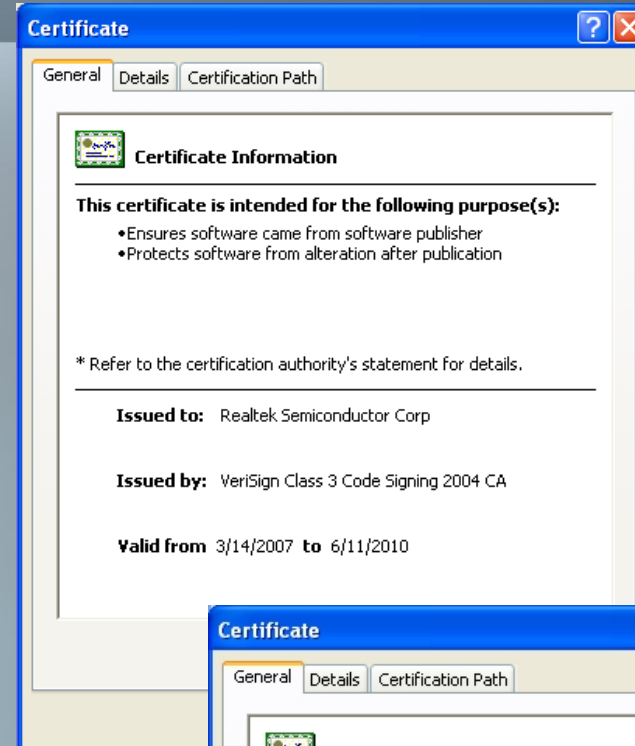 Certificate
General Details Certification Path
Certificate Information
This certificate is intended for the following purpose(s):
•Ensures software came from software publisher
•Protects software from alteration after publication
* Refer to the certification authority's statement for details.
Issued to: Realtek Semiconductor Corp
Issued by: VeriSign Class 3 Code Signing 2004 CA
Valid from 3/14/2007 to 6/11/2010
Certificate
General Details Certification Path